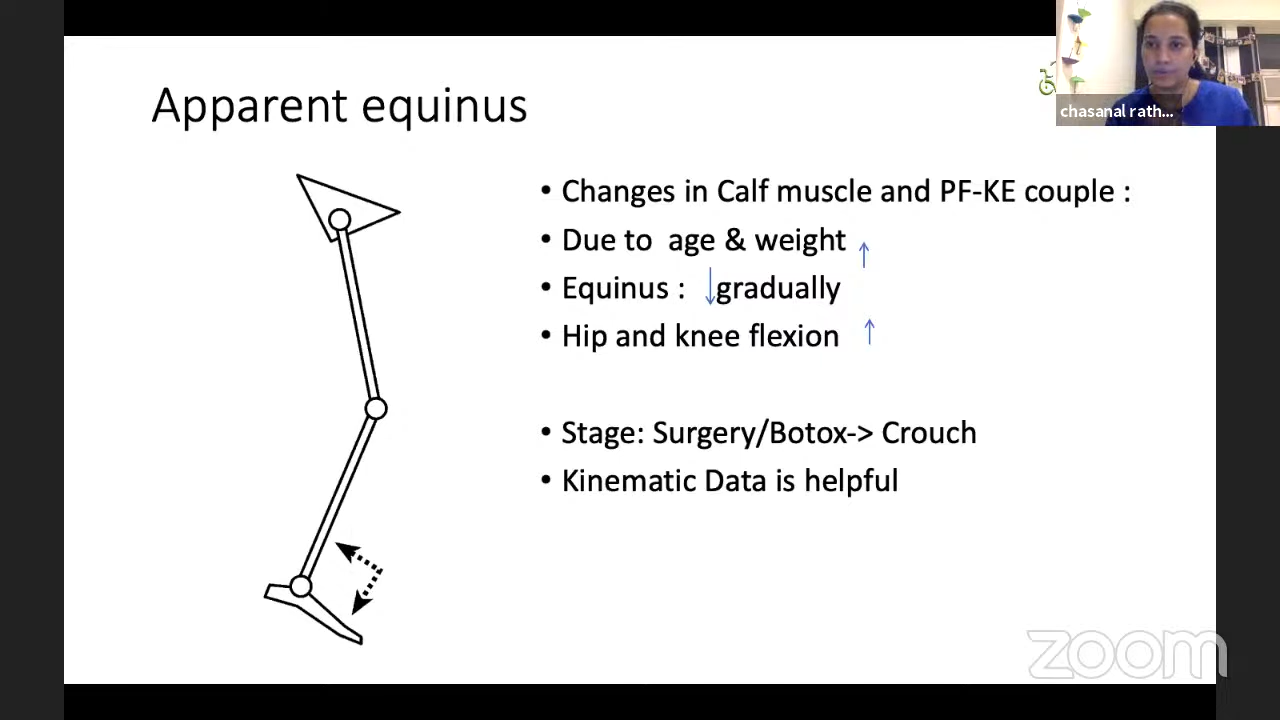 Apparent equinus
chasanal rath...
• Changes in Calf muscle and PF-KE couple :
• Due to age & weight ↑
• Equinus : ↓gradually
• Hip and knee flexion ↑
• Stage: Surgery/Botox-> Crouch
• Kinematic Data is helpful
zoom